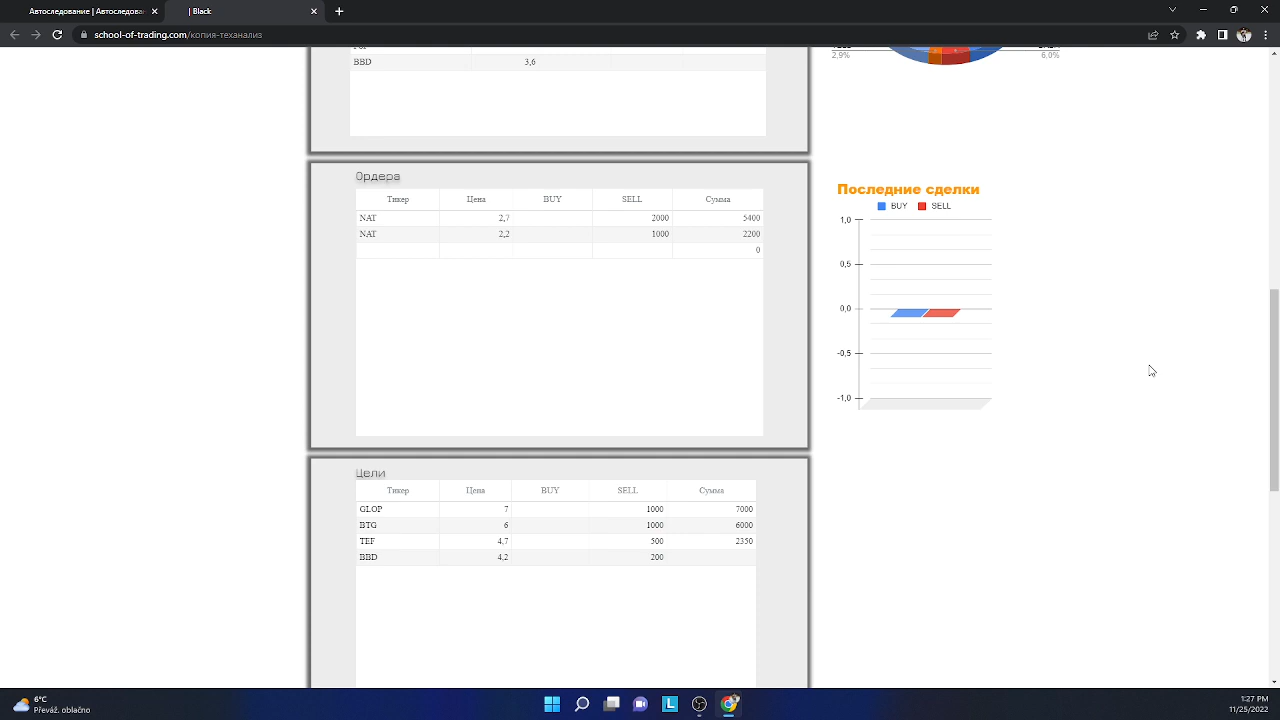 Автоследование | Автоследова
| Black
school-of-trading.com/копия-теханализ
BBD 3,6
2,9%
6,0%
Ордера
Тикер Цена BUY SELL Сумма
NAT 2,7 2000 5400
NAT 2,2 1000 2200
0
Последние сделки
BUY SELL
1,0
0,5
0,0
-0,5
-1,0
Цели
Тикер Цена BUY SELL Сумма
GLOP 7 1000 7000
BTG 6 1000 6000
TEF 4,7 500 2350
BBD 4,2 200
6°C
Převáž. oblačno
L
1:27 PM
11/25/2022